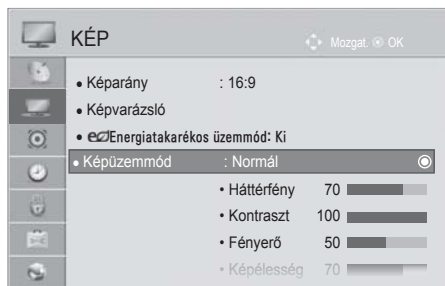 KÉP
Mozgat. OK
• Képarány : 16:9
• Képvarázsló
• eco Energiatakarékos üzemmód: Ki
• Képüzemmód : Normál
• Háttérfény 70
• Kontraszt 100
• Fényerő 50
• Képélesség 70